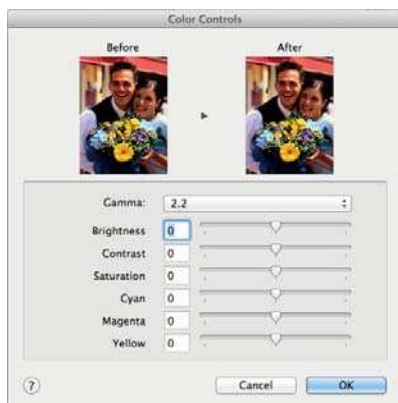 Color Controls
Before After
Gamma: 2.2
Brightness 0
Contrast 0
Saturation 0
Cyan 0
Magenta 0
Yellow 0
? Cancel OK